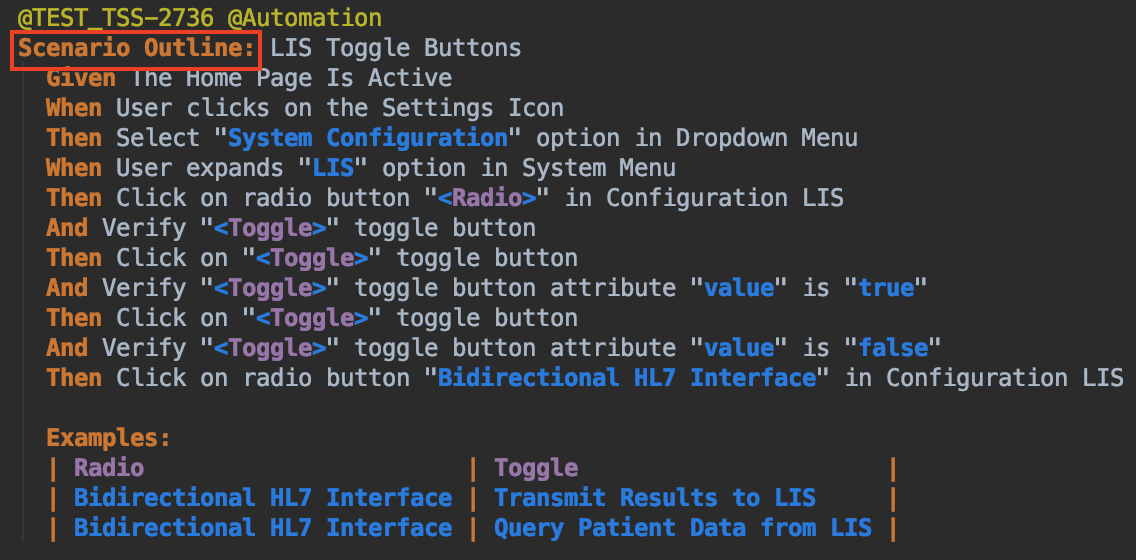 @TEST_TSS-2736 @Automation
Scenario Outline: LIS Toggle Buttons
Given The Home Page Is Active
When User clicks on the Settings Icon
Then Select "System Configuration" option in Dropdown Menu
When User expands "LIS" option in System Menu
Then Click on radio button "<Radio>" in Configuration LIS
And Verify "<Toggle>" toggle button
Then Click on "<Toggle>" toggle button
And Verify "<Toggle>" toggle button attribute "value" is "true"
Then Click on "<Toggle>" toggle button
And Verify "<Toggle>" toggle button attribute "value" is "false"
Then Click on radio button "Bidirectional HL7 Interface" in Configuration LIS
Examples:
| Radio | Toggle |
| Bidirectional HL7 Interface | Transmit Results to LIS |
| Bidirectional HL7 Interface | Query Patient Data from LIS |